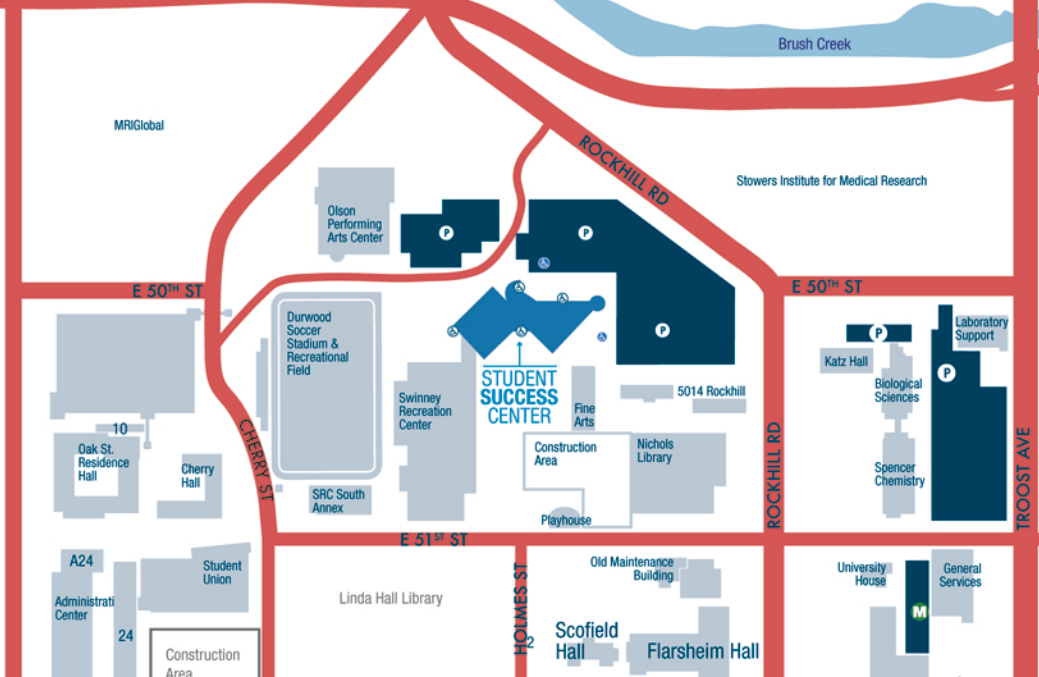 Brush Creek
MRIGlobal
ROCKHILL RD
Stowers Institute for Medical Research
Olson
Performing
Arts Center
P
P
E 50TH ST
E 50TH ST
Durwood
Soccer
Stadium &
Recreational
Field
P
P
Laboratory
Support
Katz Hall
P
Biological
Sciences
STUDENT
SUCCESS
CENTER
5014 Rockhill
Swinney
Recreation
Center
Fine
Arts
10
Oak St.
Residence
Hall
Cherry
Hall
CHERRY ST
Construction
Area
Nichols
Library
ROCKHILL RD
Spencer
Chemistry
TROOST AVE
SRC South
Annex
Playhouse
E 51ST ST
A24
Student
Union
HOLMES ST
Old Maintenance
Building
University
House
General
Services
Administrati
Center
24
Linda Hall Library
M
2
Scofield
Hall
Flarsheim Hall
Construction
Area